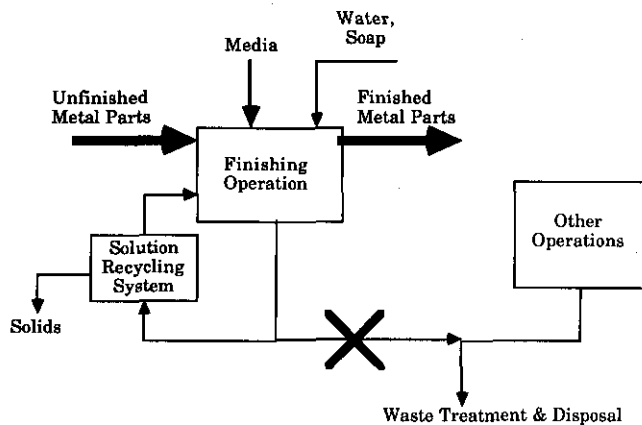 Water,
Soap
Media
Unfinished
Metal Parts
Finished
Metal Parts
Finishing
Operation
Other
Operations
Solution
Recycling
System
Solids
Waste Treatment & Disposal